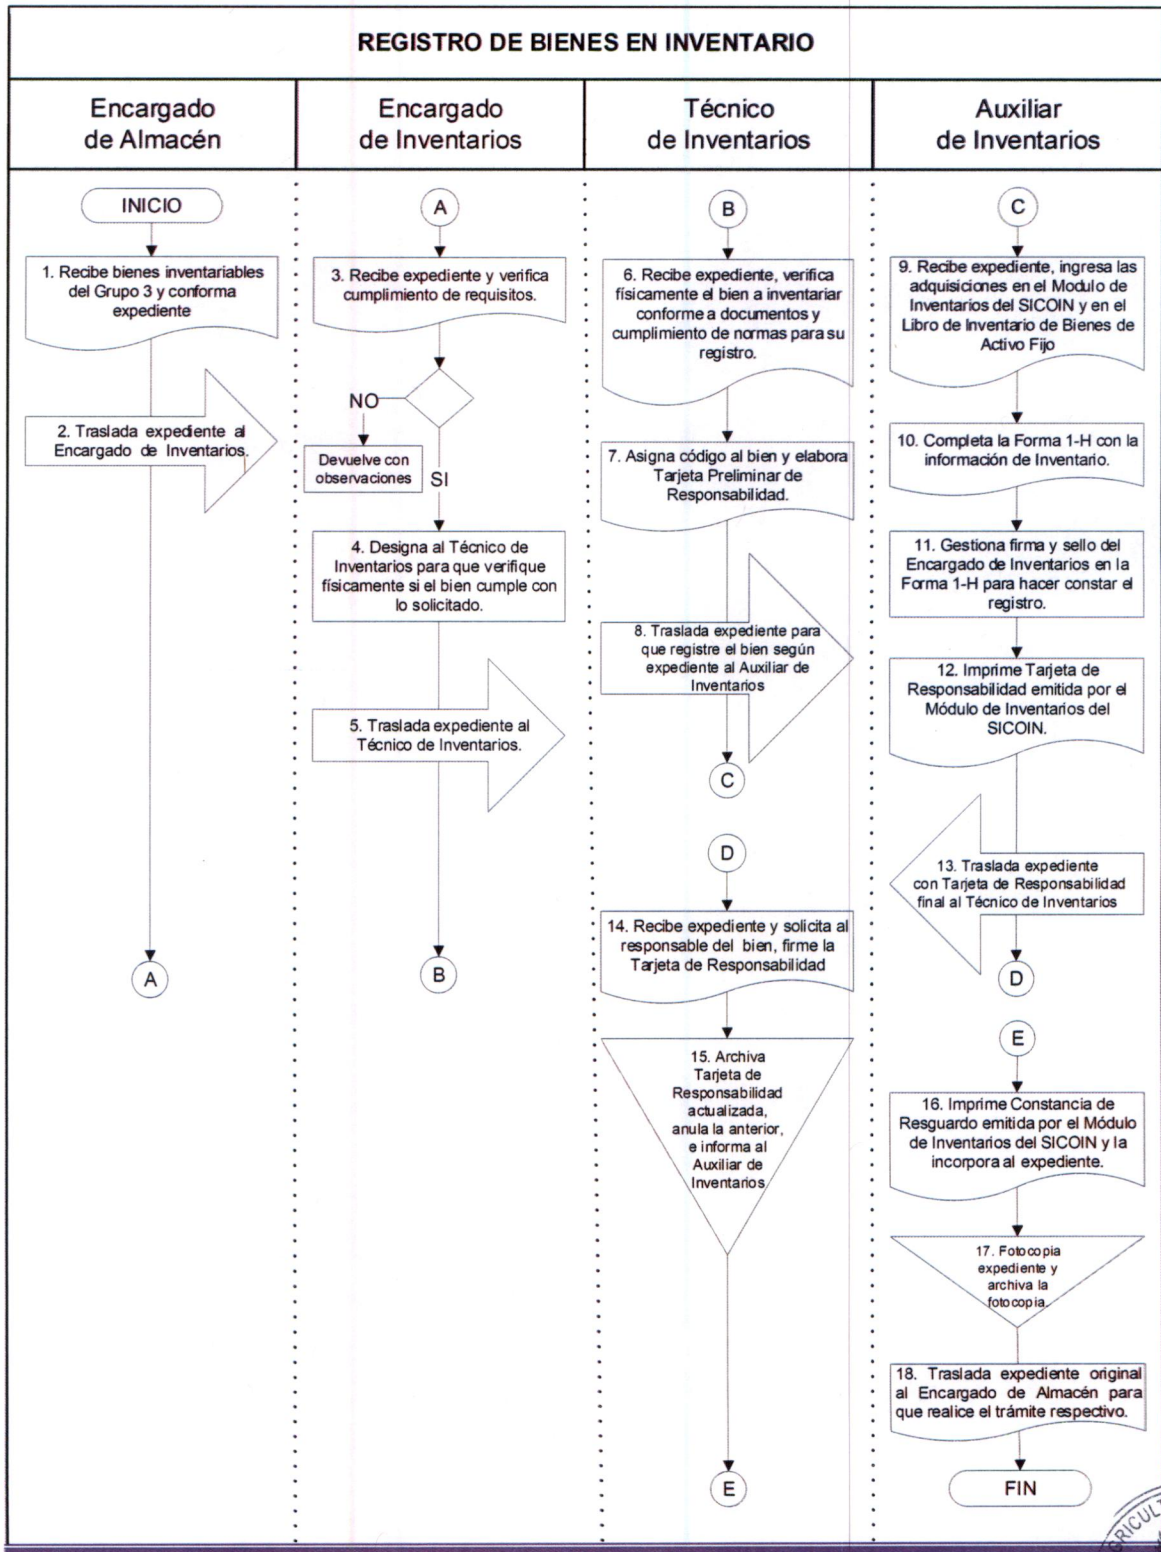 REGISTRO DE BIENES EN INVENTARIO
Encargado
de Almacén
Encargado
de Inventarios
Técnico
de Inventarios
Auxiliar
de Inventarios
INICIO
1. Recibe bienes inventariables
del Grupo 3 y conforma
expediente
2. Traslada expediente al
Encargado de Inventarios.
A
A
3. Recibe expediente y verifica
cumplimiento de requisitos.
NO
Devuelve con
observaciones
SI
4. Designa al Técnico de
Inventarios para que verifique
físicamente si el bien cumple con
lo solicitado.
5. Traslada expediente al
Técnico de Inventarios.
B
B
6. Recibe expediente, verifica
físicamente el bien a inventariar
conforme a documentos y
cumplimiento de normas para su
registro.
7. Asigna código al bien y elabora
Tarjeta Preliminar de
Responsabilidad.
8. Traslada expediente para
que registre el bien según
expediente al Auxiliar de
Inventarios
C
D
14. Recibe expediente y solicita al
responsable del bien, firme la
Tarjeta de Responsabilidad
15. Archiva
Tarjeta de
Responsabilidad
actualizada,
anula la anterior,
e informa al
Auxiliar de
Inventarios
E
C
9. Recibe expediente, ingresa las
adquisiciones en el Modulo de
Inventarios del SICOIN y en el
Libro de Inventario de Bienes de
Activo Fijo
10. Completa la Forma 1-H con la
información de Inventario.
11. Gestiona firma y sello del
Encargado de Inventarios en la
Forma 1-H para hacer constar el
registro.
12. Imprime Tarjeta de
Responsabilidad emitida por el
Módulo de Inventarios del
SICOIN.
13. Traslada expediente
con Tarjeta de Responsabilidad
final al Técnico de Inventarios
D
E
16. Imprime Constancia de
Resguardo emitida por el Módulo
de Inventarios del SICOIN y la
incorpora al expediente.
17. Fotocopia
expediente y
archiva la
fotocopia.
18. Traslada expediente original
al Encargado de Almacén para
que realice el trámite respectivo.
FIN